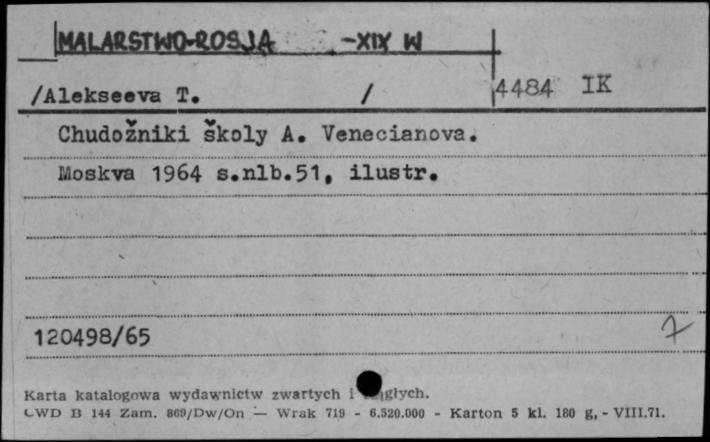 MALARSTWO-ROSJA -XIX W
/Alekseeva T. / 4484 IK
Chudožniki školy A. Venecianova.
Moskva 1964 s.nlb.51, ilustr.
120498/65 7
Karta katalogowa wydawnictw zwartych i
CWD B 144 Zam. 869/Dw/On — Wrak 719 - 6.520.000 - Karton 5 kl. 180 g, - VIII.71.